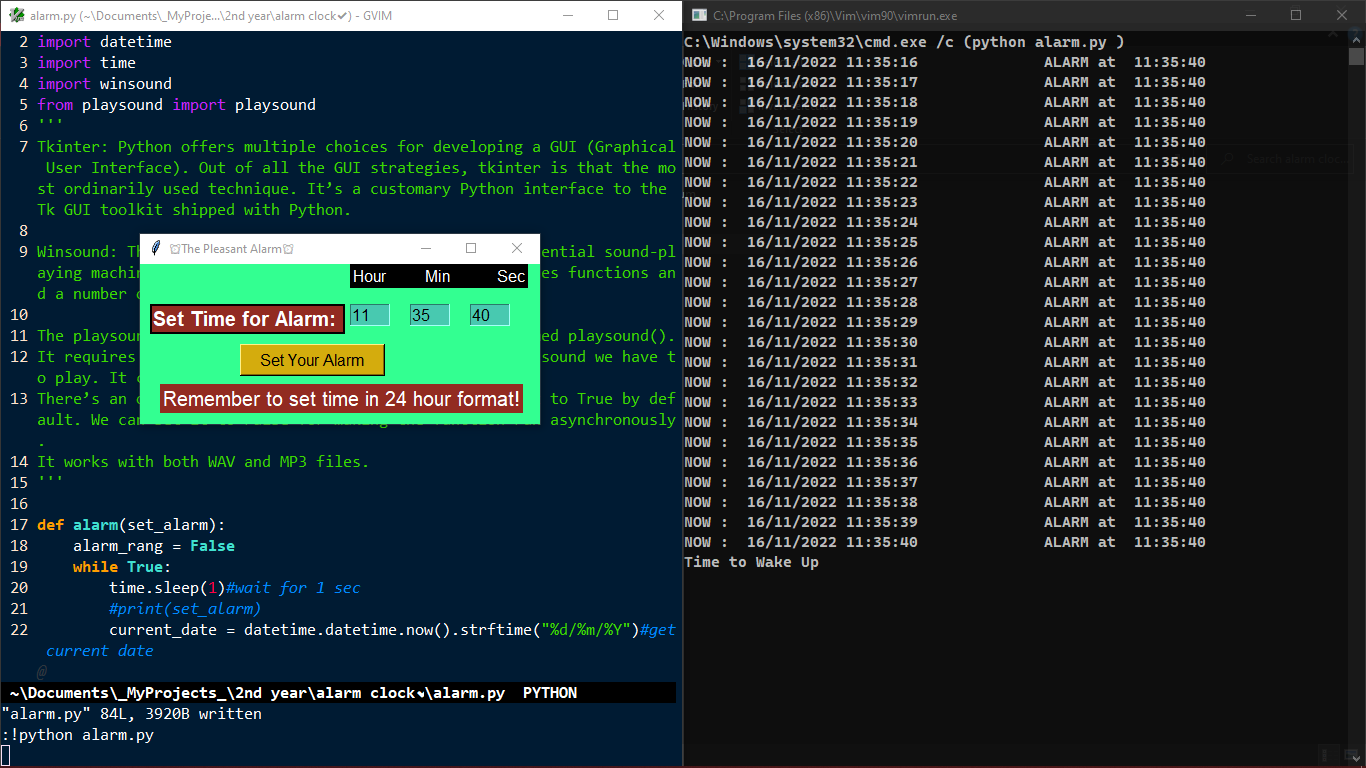 alarm.py (~\Documents\_MyProje...\2nd year\alarm clock✔) - GVIM
2 import datetime
3 import time
4 import winsound
5 from playsound import playsound
6 '''
7 Tkinter: Python offers multiple choices for developing a GUI (Graphical
User Interface). Out of all the GUI strategies, tkinter is that the mo
st ordinarily used technique. It’s a customary Python interface to the
Tk GUI toolkit shipped with Python.
8
9 Winsound: ential sound-pl
aying es functions an
d a number
10
11 The ed playsound().
12 It requires sound we have t
o play. It
13 There’s an to True by def
ault. We can asynchronously
.
14 It works with both WAV and MP3 files.
15 '''
16
17 def alarm(set_alarm):
18 alarm_rang = False
19 while True:
20 time.sleep(1)#wait for 1 sec
21 #print(set_alarm)
22 current_date = datetime.datetime.now().strftime("%d/%m/%Y")#get
current date
@
~\Documents\_MyProjects_\2nd year\alarm clock✔\alarm.py PYTHON
"alarm.py" 84L, 3920B written
:!python alarm.py
⏰The Pleasant Alarm⏰
Hour Min Sec
Set Time for Alarm: 11 35 40
Set Your Alarm
Remember to set time in 24 hour format!
C:\Program Files (x86)\Vim\vim90\vimrun.exe
C:\Windows\system32\cmd.exe /c (python alarm.py )
NOW : 16/11/2022 11:35:16 ALARM at 11:35:40
NOW : 16/11/2022 11:35:17 ALARM at 11:35:40
NOW : 16/11/2022 11:35:18 ALARM at 11:35:40
NOW : 16/11/2022 11:35:19 ALARM at 11:35:40
NOW : 16/11/2022 11:35:20 ALARM at 11:35:40
NOW : 16/11/2022 11:35:21 ALARM at 11:35:40
NOW : 16/11/2022 11:35:22 ALARM at 11:35:40
NOW : 16/11/2022 11:35:23 ALARM at 11:35:40
NOW : 16/11/2022 11:35:24 ALARM at 11:35:40
NOW : 16/11/2022 11:35:25 ALARM at 11:35:40
NOW : 16/11/2022 11:35:26 ALARM at 11:35:40
NOW : 16/11/2022 11:35:27 ALARM at 11:35:40
NOW : 16/11/2022 11:35:28 ALARM at 11:35:40
NOW : 16/11/2022 11:35:29 ALARM at 11:35:40
NOW : 16/11/2022 11:35:30 ALARM at 11:35:40
NOW : 16/11/2022 11:35:31 ALARM at 11:35:40
NOW : 16/11/2022 11:35:32 ALARM at 11:35:40
NOW : 16/11/2022 11:35:33 ALARM at 11:35:40
NOW : 16/11/2022 11:35:34 ALARM at 11:35:40
NOW : 16/11/2022 11:35:35 ALARM at 11:35:40
NOW : 16/11/2022 11:35:36 ALARM at 11:35:40
NOW : 16/11/2022 11:35:37 ALARM at 11:35:40
NOW : 16/11/2022 11:35:38 ALARM at 11:35:40
NOW : 16/11/2022 11:35:39 ALARM at 11:35:40
NOW : 16/11/2022 11:35:40 ALARM at 11:35:40
Time to Wake Up
Search alarm cloc...